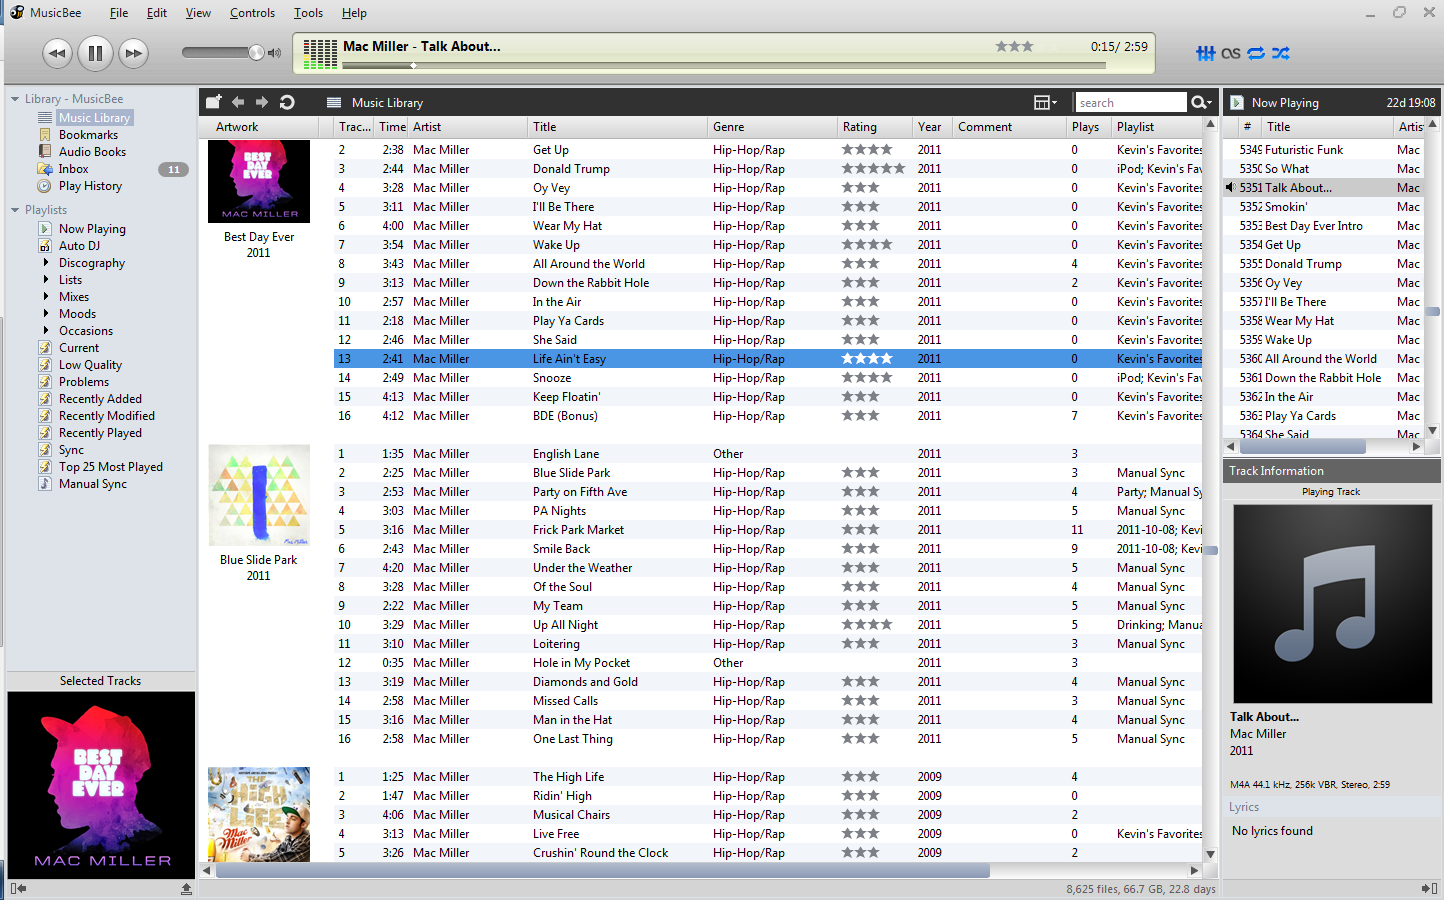 MusicBee File Edit View Controls Tools Help
Mac Miller - Talk About... 0:15/ 2:59
Library - MusicBee
Music Library
Bookmarks
Audio Books
Inbox 11
Play History
Playlists
Now Playing
Auto DJ
Discography
Lists
Mixes
Moods
Occasions
Current
Low Quality
Problems
Recently Added
Recently Modified
Recently Played
Sync
Top 25 Most Played
Manual Sync
Selected Tracks
BEST
DAY
EVER
MAC MILLER
Music Library search
Artwork Trac... Time Artist Title Genre Rating Year Comment Plays Playlist
BEST
DAY
EVER
MAC MILLER
Best Day Ever
2011
2 2:38 Mac Miller Get Up Hip-Hop/Rap 2011 0 Kevin's Favorites
3 2:44 Mac Miller Donald Trump Hip-Hop/Rap 2011 0 iPod; Kevin's Fav
4 3:28 Mac Miller Oy Vey Hip-Hop/Rap 2011 0 Kevin's Favorites
5 3:11 Mac Miller I'll Be There Hip-Hop/Rap 2011 0 Kevin's Favorites
6 4:00 Mac Miller Wear My Hat Hip-Hop/Rap 2011 0 Kevin's Favorites
7 3:54 Mac Miller Wake Up Hip-Hop/Rap 2011 0 Kevin's Favorites
8 3:43 Mac Miller All Around the World Hip-Hop/Rap 2011 4 Kevin's Favorites
9 3:13 Mac Miller Down the Rabbit Hole Hip-Hop/Rap 2011 2 Kevin's Favorites
10 2:57 Mac Miller In the Air Hip-Hop/Rap 2011 0 Kevin's Favorites
11 2:18 Mac Miller Play Ya Cards Hip-Hop/Rap 2011 0 Kevin's Favorites
12 2:46 Mac Miller She Said Hip-Hop/Rap 2011 0 Kevin's Favorites
13 2:41 Mac Miller Life Ain't Easy Hip-Hop/Rap 2011 0 Kevin's Favorites
14 2:49 Mac Miller Snooze Hip-Hop/Rap 2011 0 iPod; Kevin's Fav
15 4:13 Mac Miller Keep Floatin' Hip-Hop/Rap 2011 0 Kevin's Favorites
16 4:12 Mac Miller BDE (Bonus) Hip-Hop/Rap 2011 7 Kevin's Favorites
Mac Miller
Blue Slide Park
2011
1 1:35 Mac Miller English Lane Other 2011 3
2 2:25 Mac Miller Blue Slide Park Hip-Hop/Rap 2011 3 Manual Sync
3 2:53 Mac Miller Party on Fifth Ave Hip-Hop/Rap 2011 4 Party; Manual Sy
4 3:03 Mac Miller PA Nights Hip-Hop/Rap 2011 5 Manual Sync
5 3:16 Mac Miller Frick Park Market Hip-Hop/Rap 2011 11 2011-10-08; Kevi
6 2:43 Mac Miller Smile Back Hip-Hop/Rap 2011 9 2011-10-08; Kevi
7 4:20 Mac Miller Under the Weather Hip-Hop/Rap 2011 5 Manual Sync
8 3:28 Mac Miller Of the Soul Hip-Hop/Rap 2011 4 Manual Sync
9 2:22 Mac Miller My Team Hip-Hop/Rap 2011 5 Manual Sync
10 3:29 Mac Miller Up All Night Hip-Hop/Rap 2011 5 Drinking; Manua
11 3:10 Mac Miller Loitering Hip-Hop/Rap 2011 3 Manual Sync
12 0:35 Mac Miller Hole in My Pocket Other 2011 3
13 3:19 Mac Miller Diamonds and Gold Hip-Hop/Rap 2011 4 Manual Sync
14 2:58 Mac Miller Missed Calls Hip-Hop/Rap 2011 3 Manual Sync
15 3:16 Mac Miller Man in the Hat Hip-Hop/Rap 2011 4 Manual Sync
16 2:58 Mac Miller One Last Thing Hip-Hop/Rap 2011 5 Manual Sync
THE
HIGH
LIFE
Mac
Miller
1 1:25 Mac Miller The High Life Hip-Hop/Rap 2009 4
2 1:47 Mac Miller Ridin' High Hip-Hop/Rap 2009 0
3 4:06 Mac Miller Musical Chairs Hip-Hop/Rap 2009 2
4 3:13 Mac Miller Live Free Hip-Hop/Rap 2009 0 Kevin's Favorites
5 3:26 Mac Miller Crushin' Round the Clock Hip-Hop/Rap 2009 2
8,625 files, 66.7 GB, 22.8 days
Now Playing 22d 19:08
# Title Artis
5349 Futuristic Funk Mac
5350 So What Mac
5351 Talk About... Mac
5352 Smokin' Mac
5353 Best Day Ever Intro Mac
5354 Get Up Mac
5355 Donald Trump Mac
5356 Oy Vey Mac
5357 I'll Be There Mac
5358 Wear My Hat Mac
5359 Wake Up Mac
5360 All Around the World Mac
5361 Down the Rabbit Hole Mac
5362 In the Air Mac
5363 Play Ya Cards Mac
5364 She Said Mac
Track Information
Playing Track
Talk About...
Mac Miller
2011
M4A 44.1 kHz, 256k VBR, Stereo, 2:59
Lyrics
No lyrics found